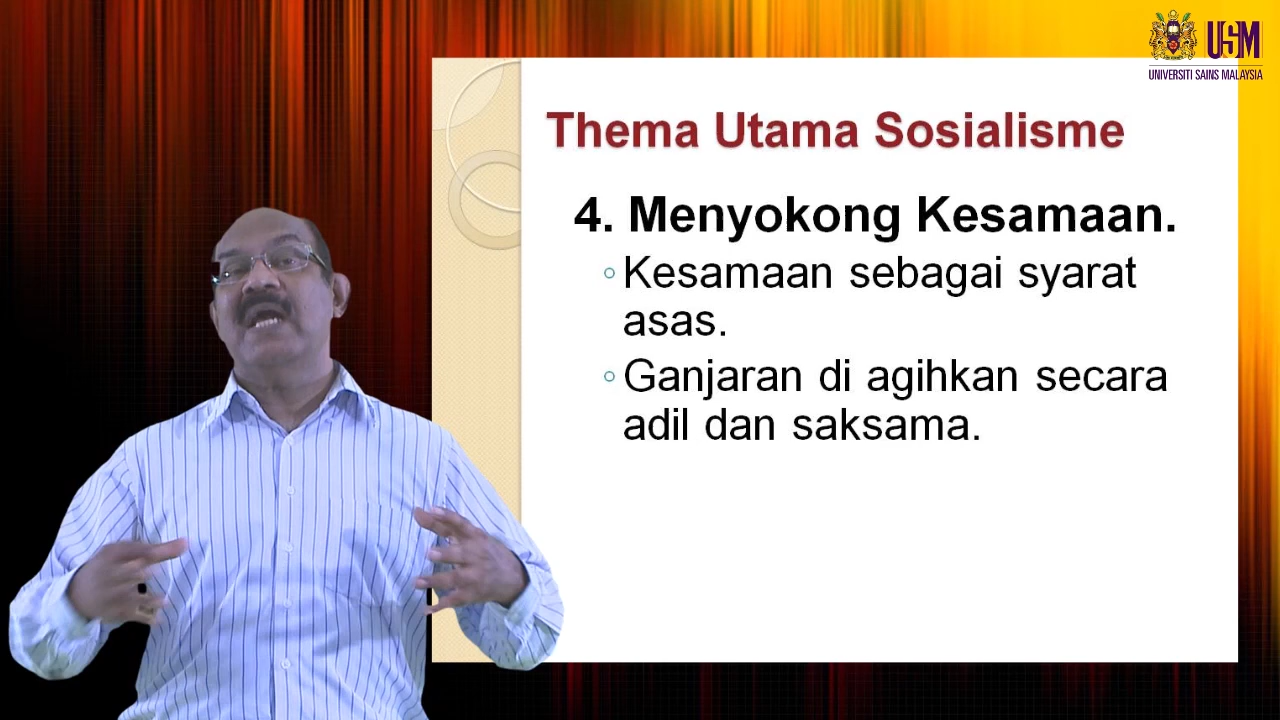 USM
UNIVERSITI SAINS MALAYSIA
Thema Utama Sosialisme
4. Menyokong Kesamaan.
Kesamaan sebagai syarat
asas.
Ganjaran di agihkan secara
adil dan saksama.